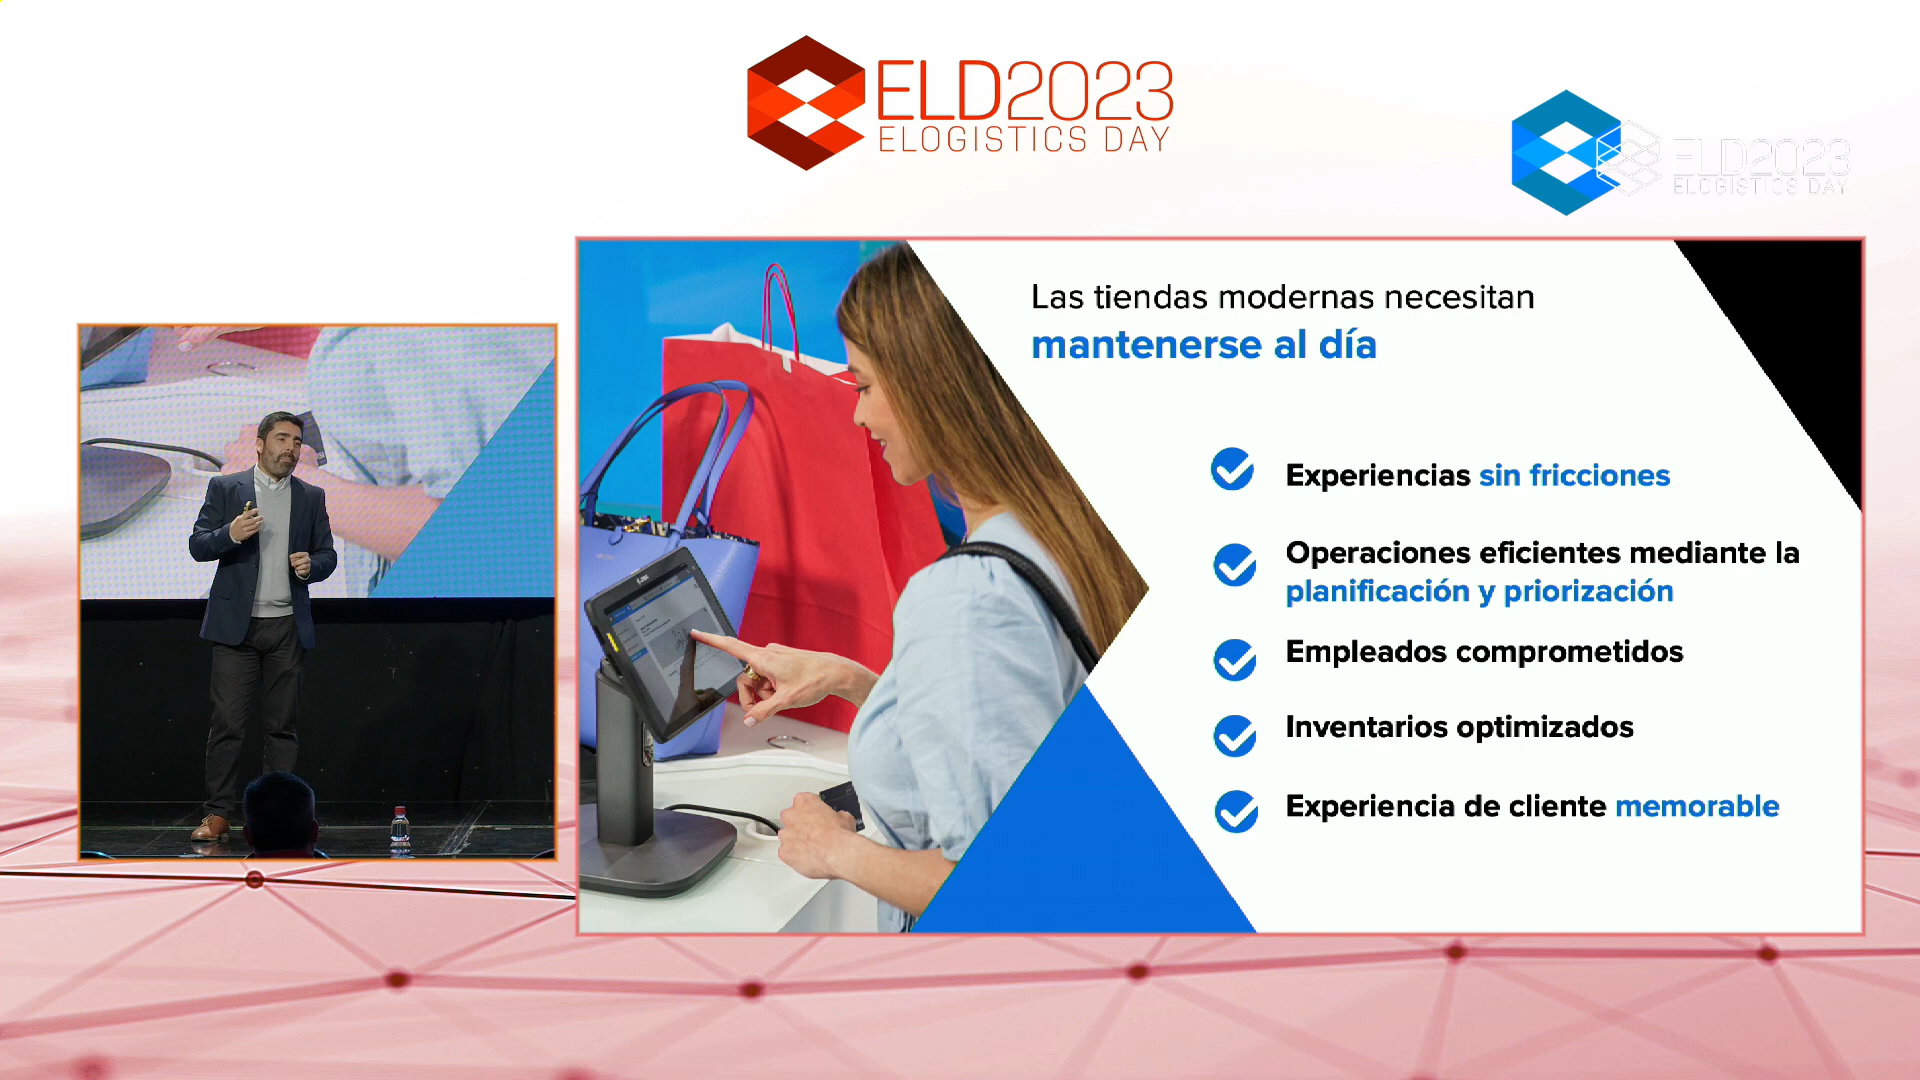 ELD2023
ELOGISTICS DAY
ELD2023
ELOGISTICS DAY
Las tiendas modernas necesitan
mantenerse al día
Experiencias sin fricciones
Operaciones eficientes mediante la
planificación y priorización
Empleados comprometidos
Inventarios optimizados
Experiencia de cliente memorable